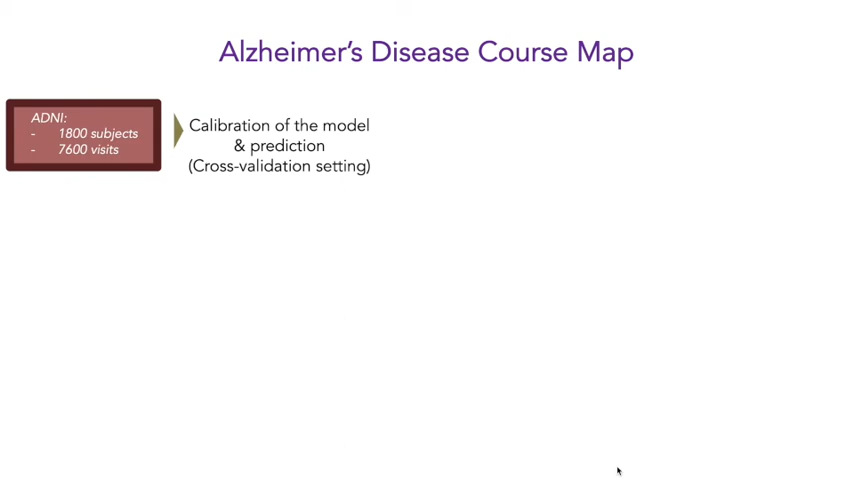 Alzheimer's Disease Course Map
ADNI:
- 1800 subjects
- 7600 visits
Calibration of the model
& prediction
(Cross-validation setting)